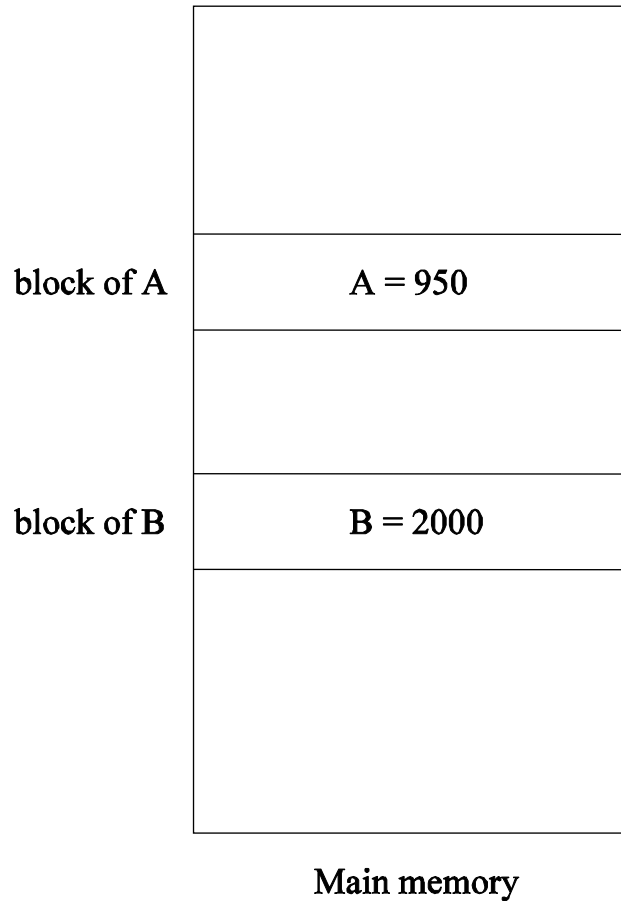 block of A
A = 950
block of B
B = 2000
Main memory